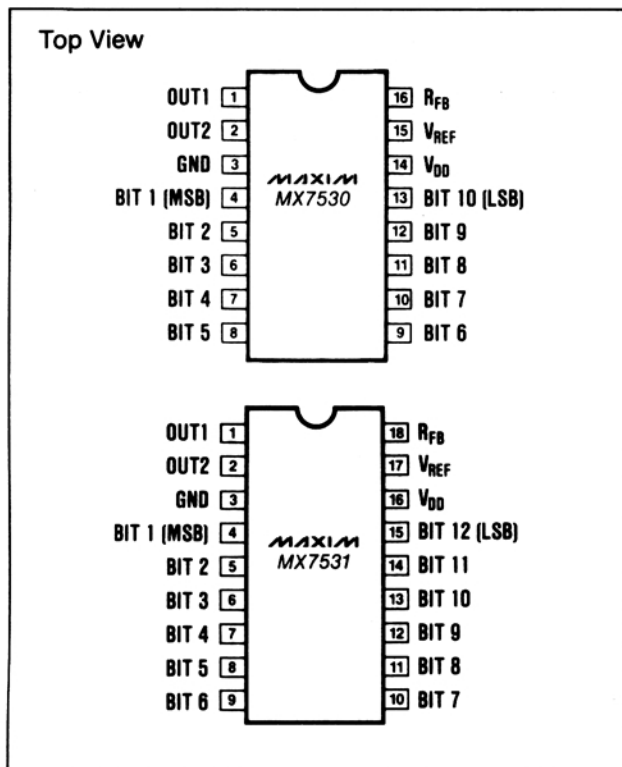 Top View
OUT1 1 16 RFB
OUT2 2 15 VREF
GND 3 14 VDD
BIT 1 (MSB) 4 MAXIM 13 BIT 10 (LSB)
MX7530
BIT 2 5 12 BIT 9
BIT 3 6 11 BIT 8
BIT 4 7 10 BIT 7
BIT 5 8 9 BIT 6
OUT1 1 18 RFB
OUT2 2 17 VREF
GND 3 16 VDD
BIT 1 (MSB) 4 MAXIM 15 BIT 12 (LSB)
MX7531
BIT 2 5 14 BIT 11
BIT 3 6 13 BIT 10
BIT 4 7 12 BIT 9
BIT 5 8 11 BIT 8
BIT 6 9 10 BIT 7